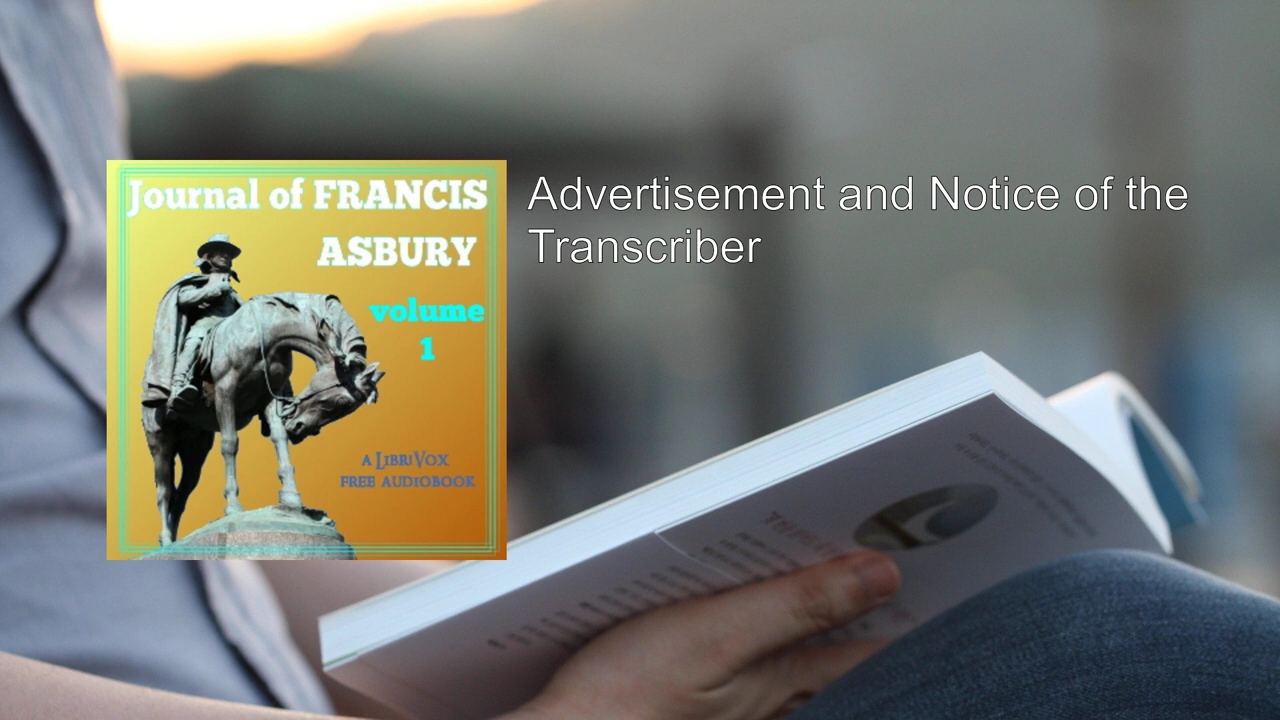 Journal of FRANCIS
ASBURY
volume
1
A LIBRIVOX
FREE AUDIOBOOK
Advertisement and Notice of the
Transcriber